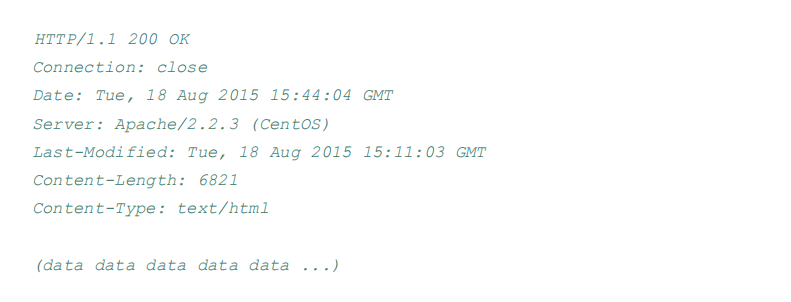 HTTP/1.1 200 OK
Connection: close
Date: Tue, 18 Aug 2015 15:44:04 GMT
Server: Apache/2.2.3 (CentOS)
Last-Modified: Tue, 18 Aug 2015 15:11:03 GMT
Content-Length: 6821
Content-Type: text/html
(data data data data data ...)